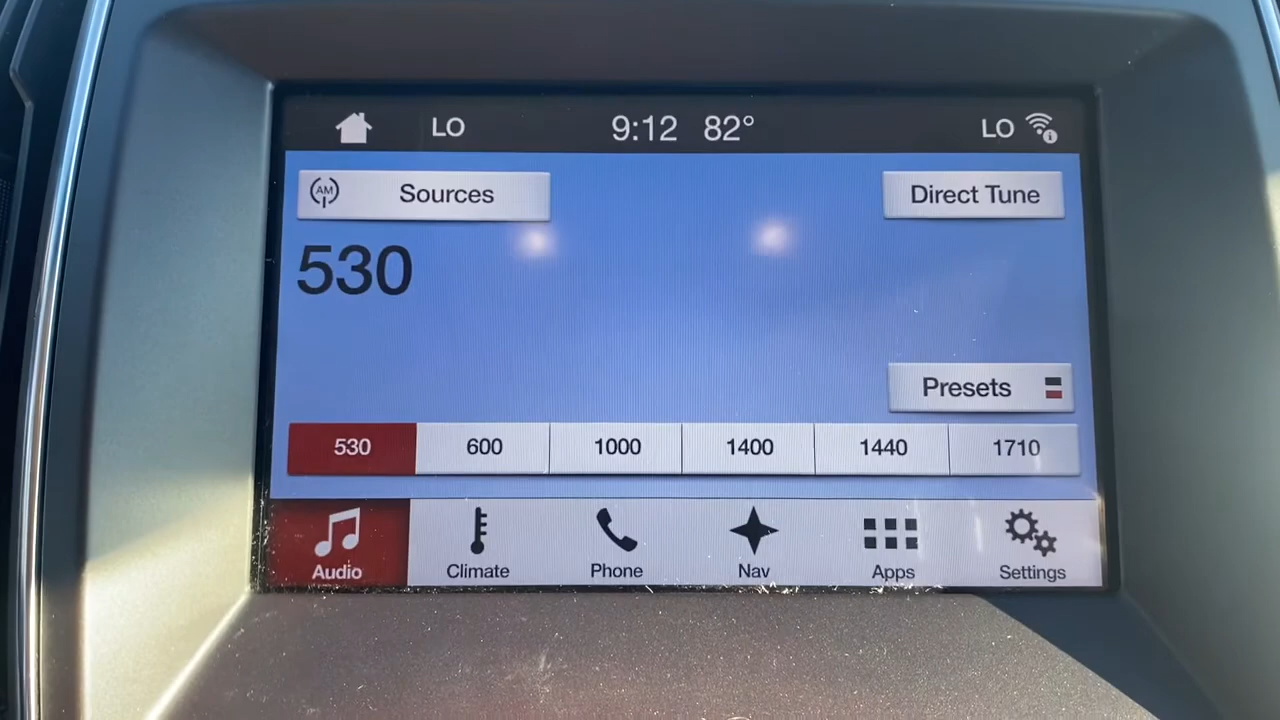 LO 9:12 82° LO
AM Sources Direct Tune
530
Presets
530 600 1000 1400 1440 1710
Audio Climate Phone Nav Apps Settings